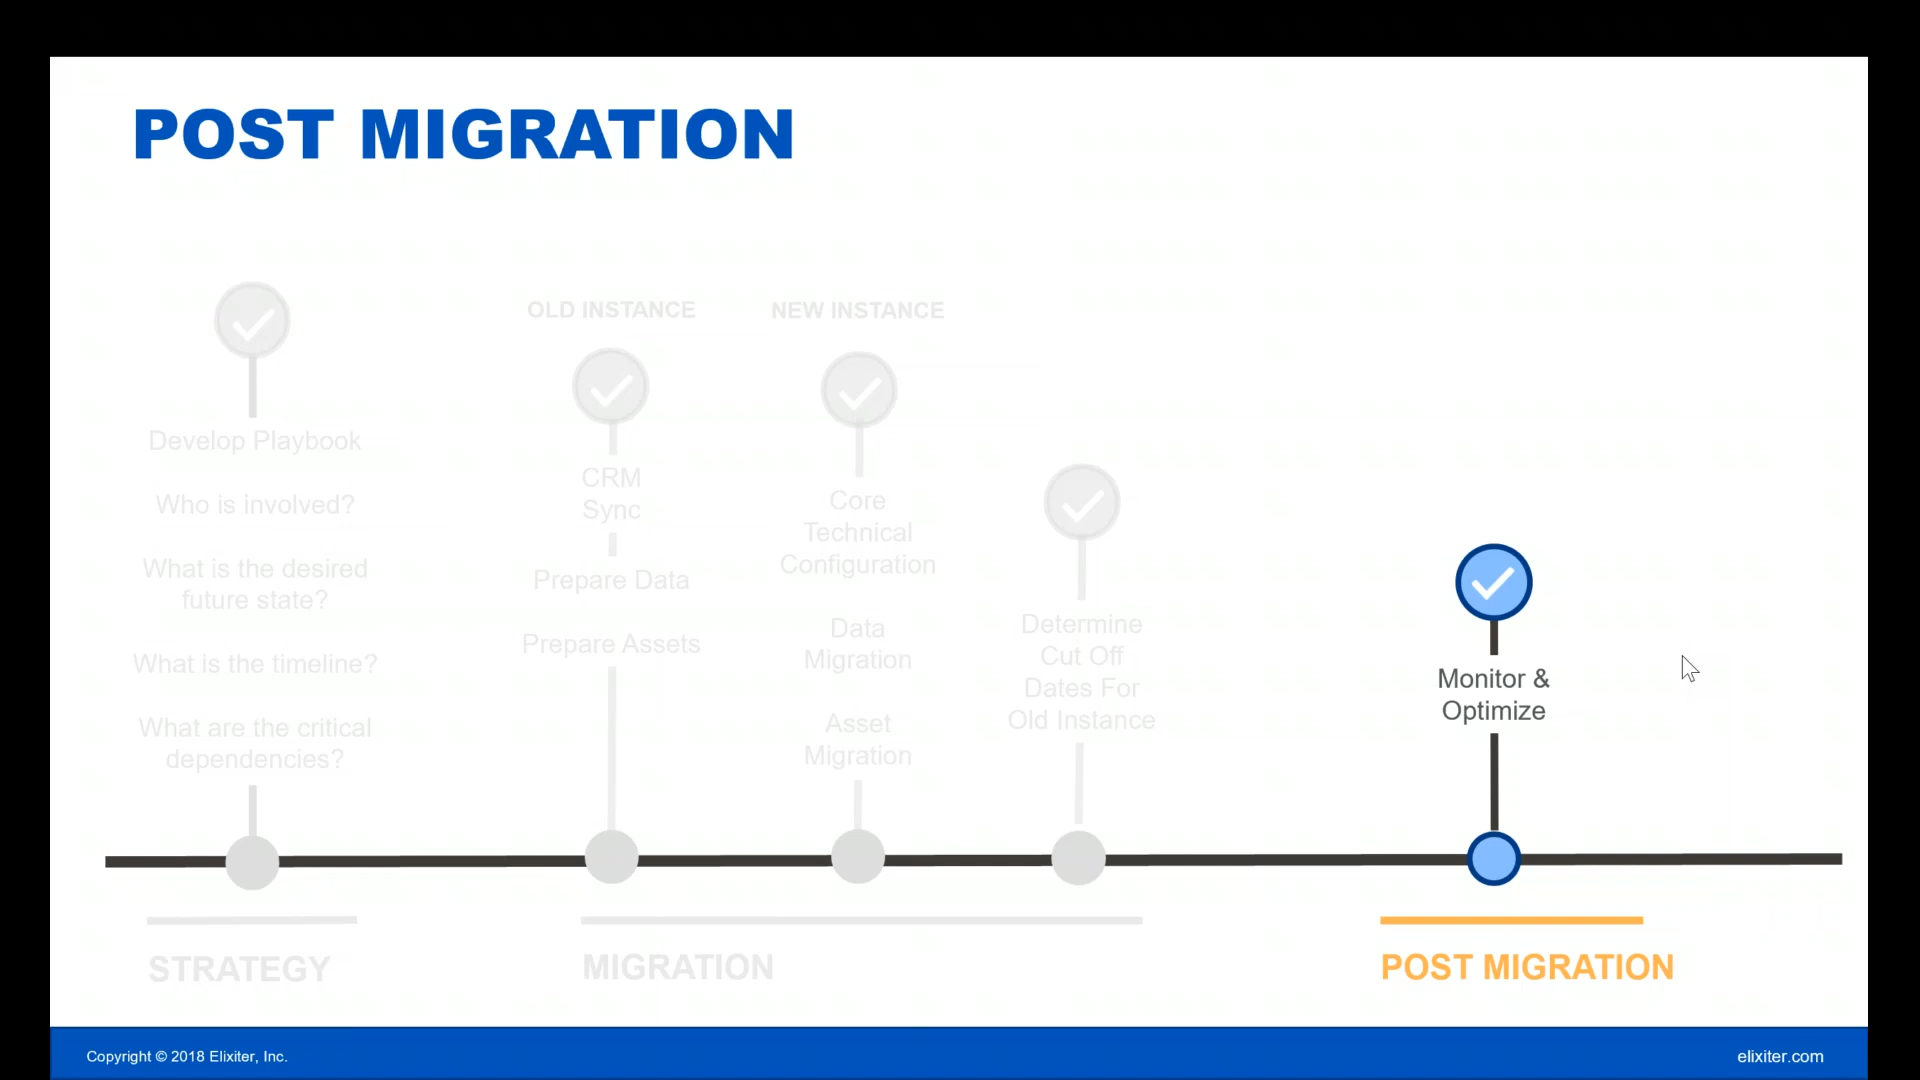 POST MIGRATION
Develop Playbook
Who is involved?
What is the desired
future state?
What is the timeline?
What are the critical
dependencies?
OLD INSTANCE
CRM
Sync
Prepare Data
Prepare Assets
NEW INSTANCE
Core
Technical
Configuration
Data
Migration
Asset
Migration
Determine
Cut Off
Dates For
Old Instance
Monitor &
Optimize
STRATEGY
MIGRATION
POST MIGRATION
Copyright © 2018 Elixiter, Inc.
elixiter.com